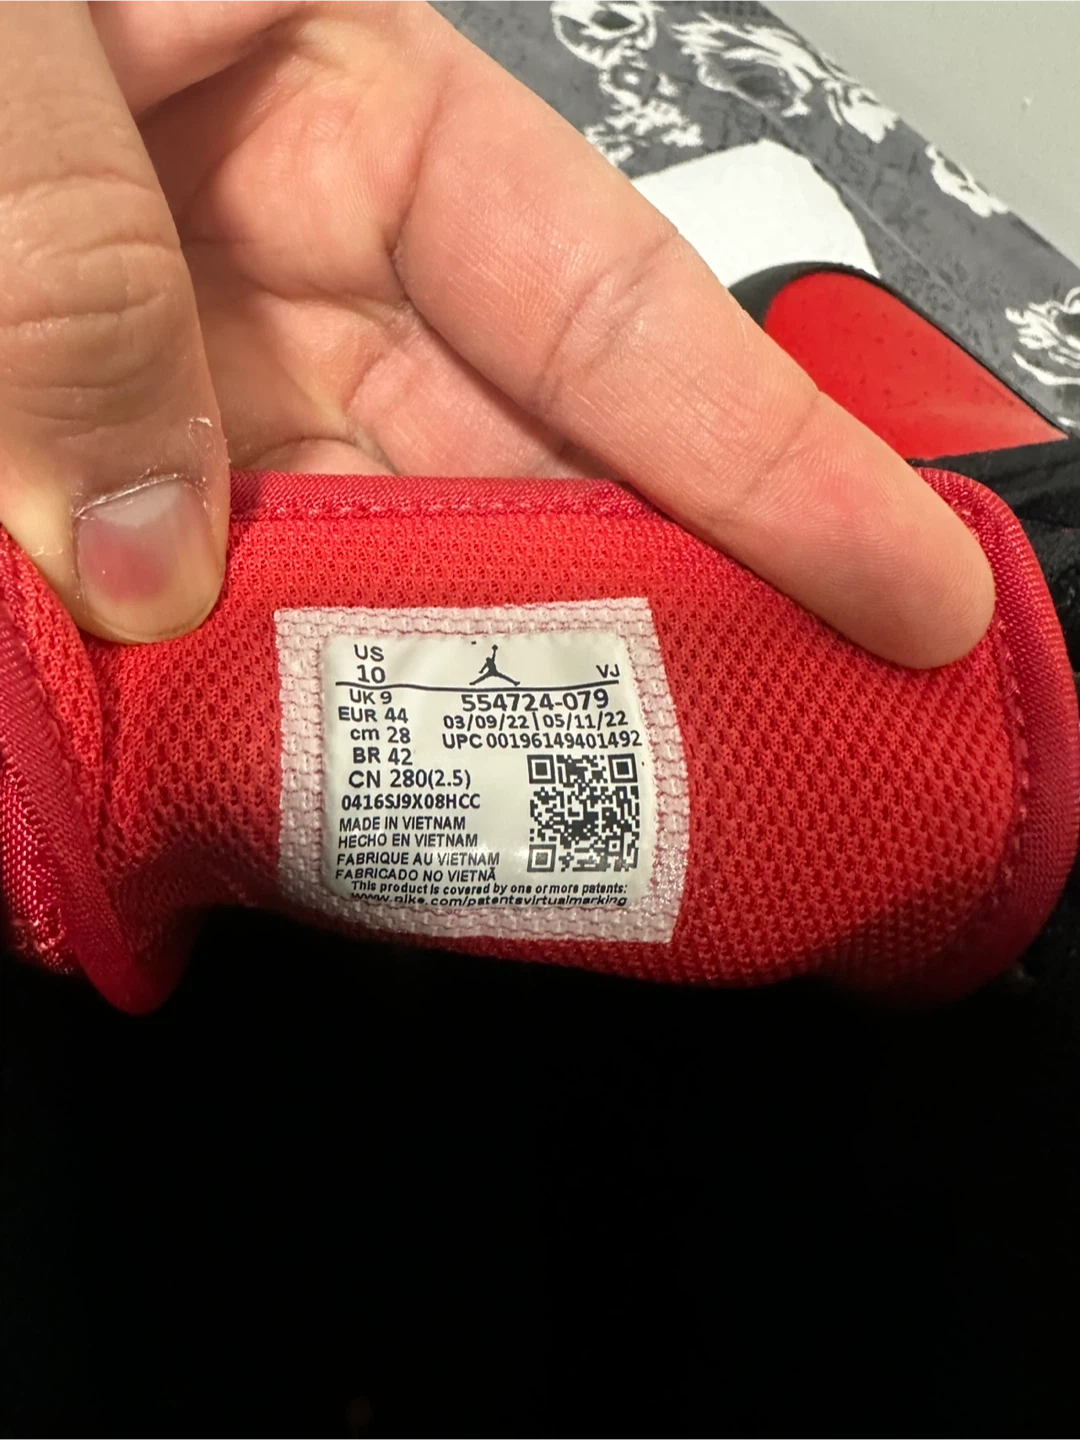 US
10
VJ
UK 9
EUR 44
cm 28
BR 42
CN 280(2.5)
554724-079
03/09/22 | 05/11/22
UPC 00196149401492
0416SJ9X08HCC
MADE IN VIETNAM
HECHO EN VIETNAM
FABRIQUE AU VIETNAM
FABRICADO NO VIETNÃ
This product is covered by one or more patents:
www.nike.com/patentsvirtualmarking